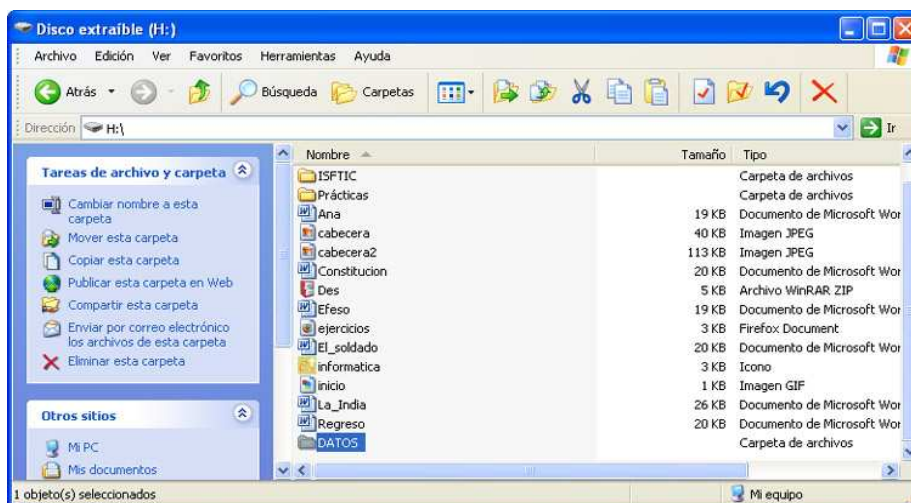 Disco extraíble (H:)
Archivo Edición Ver Favoritos Herramientas Ayuda
Atrás Búsqueda Carpetas
Dirección H:\ Ir
Tareas de archivo y carpeta
Cambiar nombre a esta
carpeta
Mover esta carpeta
Copiar esta carpeta
Publicar esta carpeta en Web
Compartir esta carpeta
Enviar por correo electrónico
los archivos de esta carpeta
Eliminar esta carpeta
Otros sitios
Mi PC
Mis documentos
Nombre Tamaño Tipo
ISFTIC Carpeta de archivos
Prácticas Carpeta de archivos
Ana 19 KB Documento de Microsoft Wor
cabecera 40 KB Imagen JPEG
cabecera2 113 KB Imagen JPEG
Constitucion 20 KB Documento de Microsoft Wor
Des 5 KB Archivo WinRAR ZIP
Efeso 19 KB Documento de Microsoft Wor
ejercicios 3 KB Firefox Document
El_soldado 20 KB Documento de Microsoft Wor
informatica 3 KB Icono
inicio 1 KB Imagen GIF
La_India 26 KB Documento de Microsoft Wor
Regreso 20 KB Documento de Microsoft Wor
DATOS Carpeta de archivos
1 objeto(s) seleccionados Mi equipo